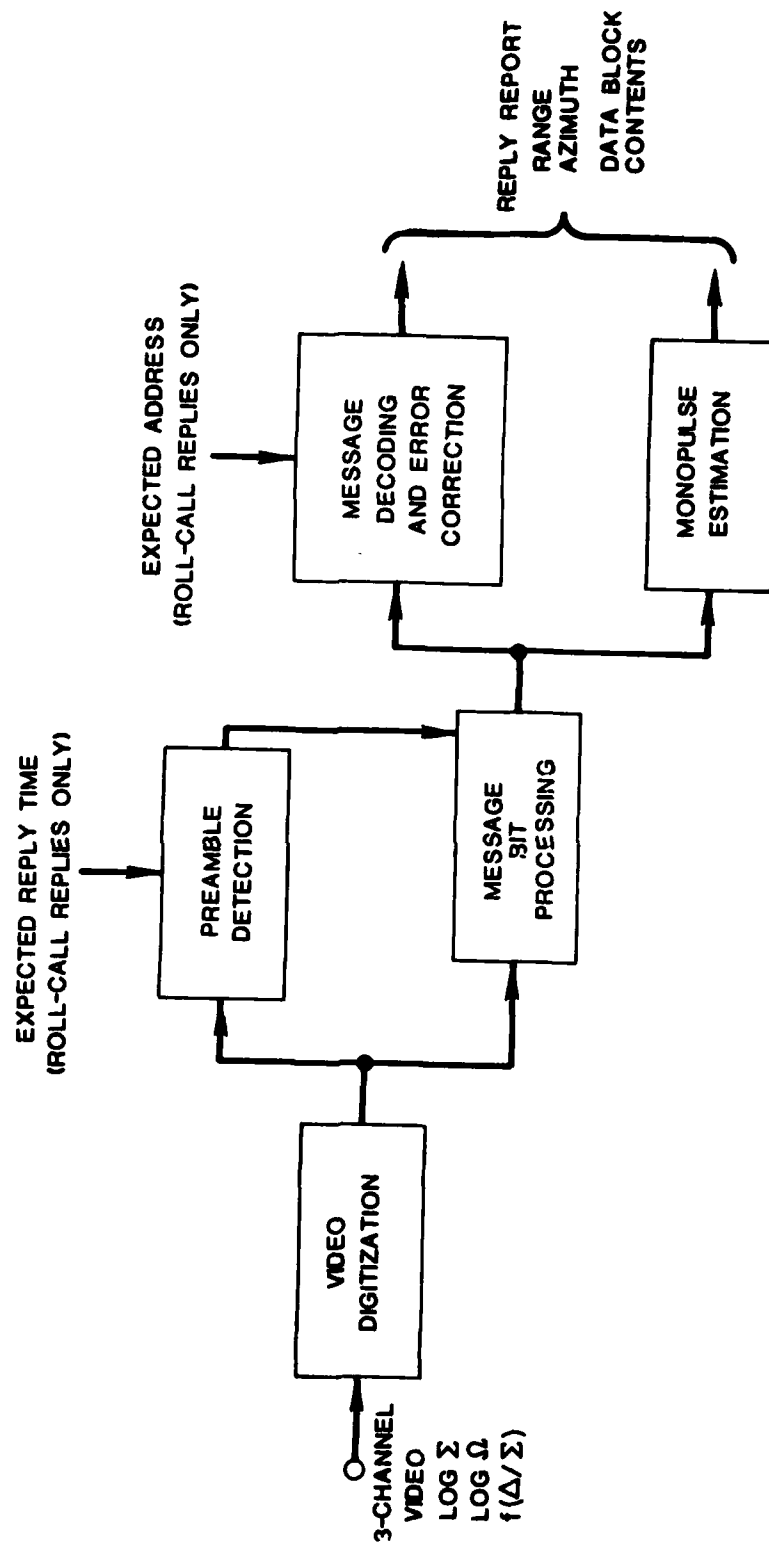 EXPECTED REPLY TIME
(ROLL-CALL REPLIES ONLY)
EXPECTED ADDRESS
(ROLL-CALL REPLIES ONLY)
3-CHANNEL
VIDEO
LOG Σ
LOG Ω
f(Δ/Σ)
VIDEO
DIGITIZATION
PREAMBLE
DETECTION
MESSAGE
BIT
PROCESSING
MESSAGE
DECODING
AND ERROR
CORRECTION
MONOPULSE
ESTIMATION
REPLY REPORT
RANGE
AZIMUTH
DATA BLOCK
CONTENTS